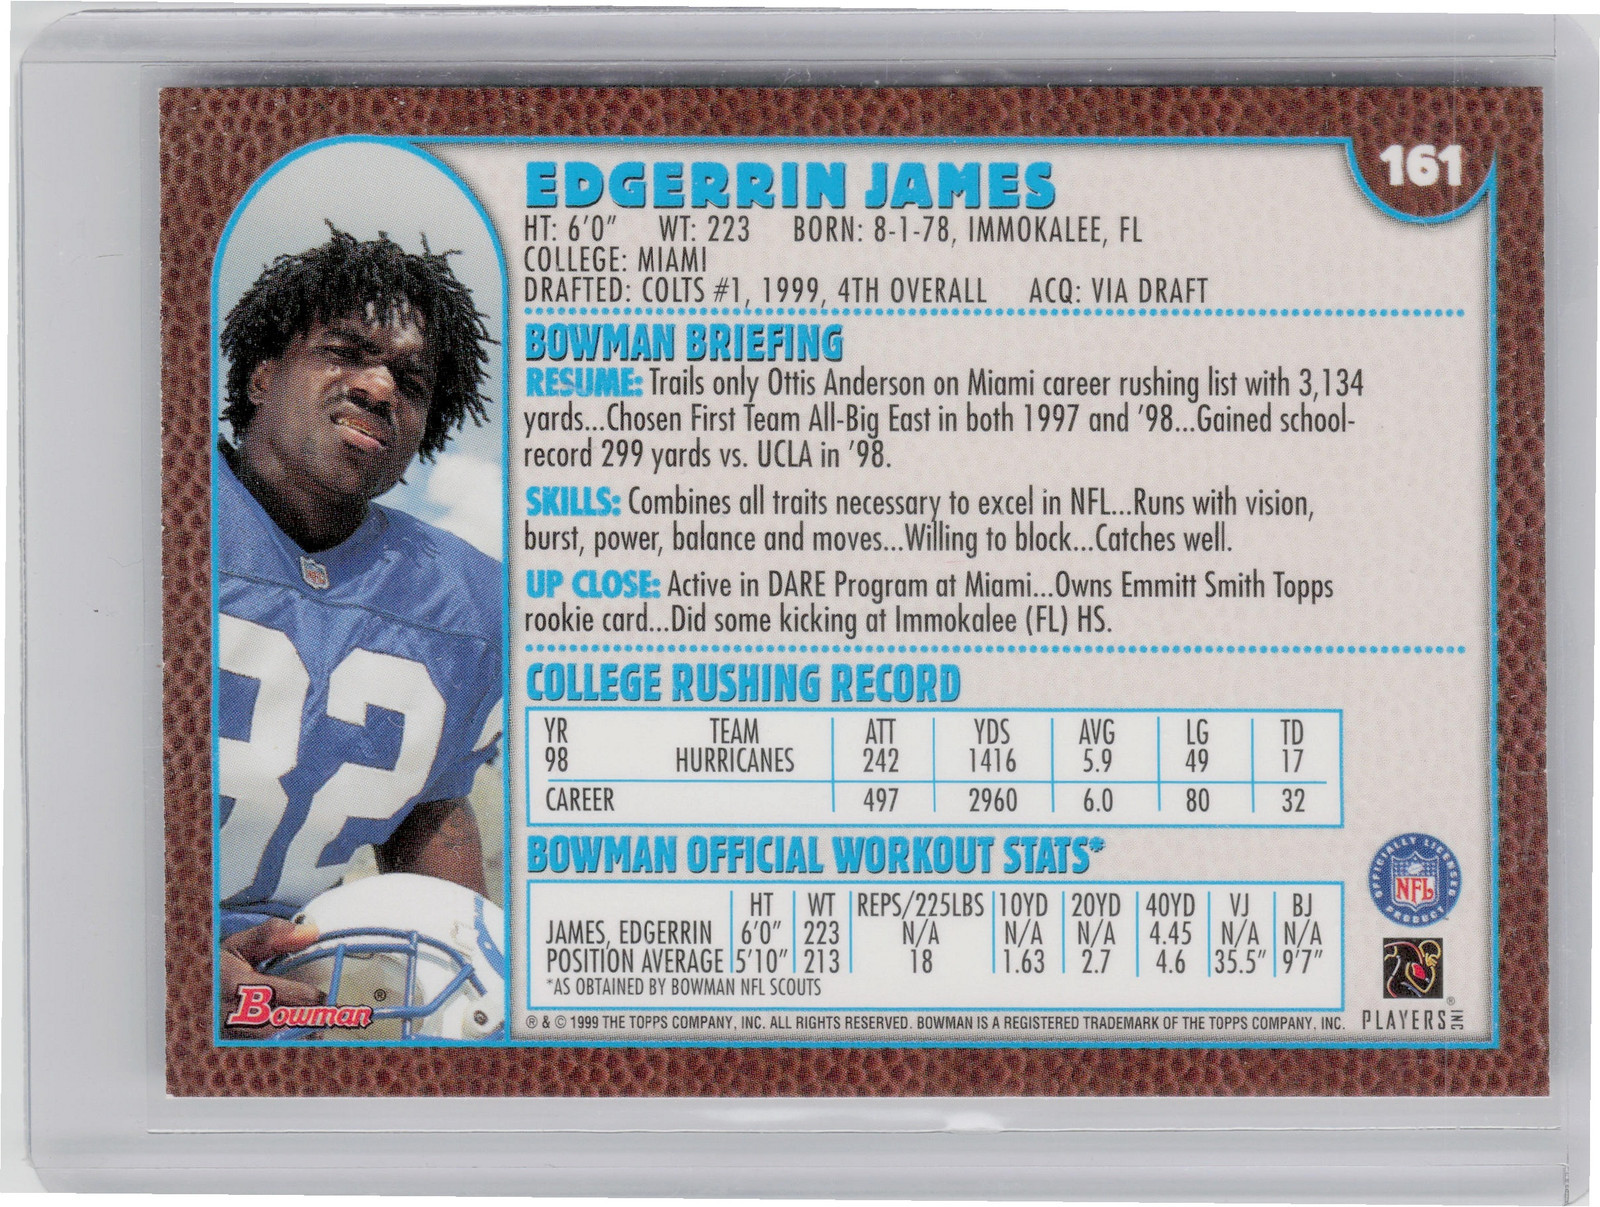 161
EDGERRIN JAMES
HT: 6'0" WT: 223 BORN: 8-1-78, IMMOKALEE, FL
COLLEGE: MIAMI
DRAFTED: COLTS #1, 1999, 4TH OVERALL ACQ: VIA DRAFT
BOWMAN BRIEFING
RESUME: Trails only Ottis Anderson on Miami career rushing list with 3,134
yards...Chosen First Team All-Big East in both 1997 and '98...Gained school-
record 299 yards vs. UCLA in '98.
SKILLS: Combines all traits necessary to excel in NFL...Runs with vision,
burst, power, balance and moves...Willing to block...Catches well.
UP CLOSE: Active in DARE Program at Miami...Owns Emmitt Smith Topps
rookie card...Did some kicking at Immokalee (FL) HS.
COLLEGE RUSHING RECORD
YR TEAM ATT YDS AVG LG TD
98 HURRICANES 242 1416 5.9 49 17
CAREER 497 2960 6.0 80 32
BOWMAN OFFICIAL WORKOUT STATS*
HT WT REPS/225LBS 10YD 20YD 40YD VJ BJ
JAMES, EDGERRIN 6'0" 223 N/A N/A N/A 4.45 N/A N/A
POSITION AVERAGE 5'10" 213 18 1.63 2.7 4.6 35.5" 9'7"
*AS OBTAINED BY BOWMAN NFL SCOUTS
® & © 1999 THE TOPPS COMPANY, INC. ALL RIGHTS RESERVED. BOWMAN IS A REGISTERED TRADEMARK OF THE TOPPS COMPANY, INC.
OFFICIALLY LICENSED
NFL
PRODUCT
PLAYERS INC ®
32
NFL
Bowman ®